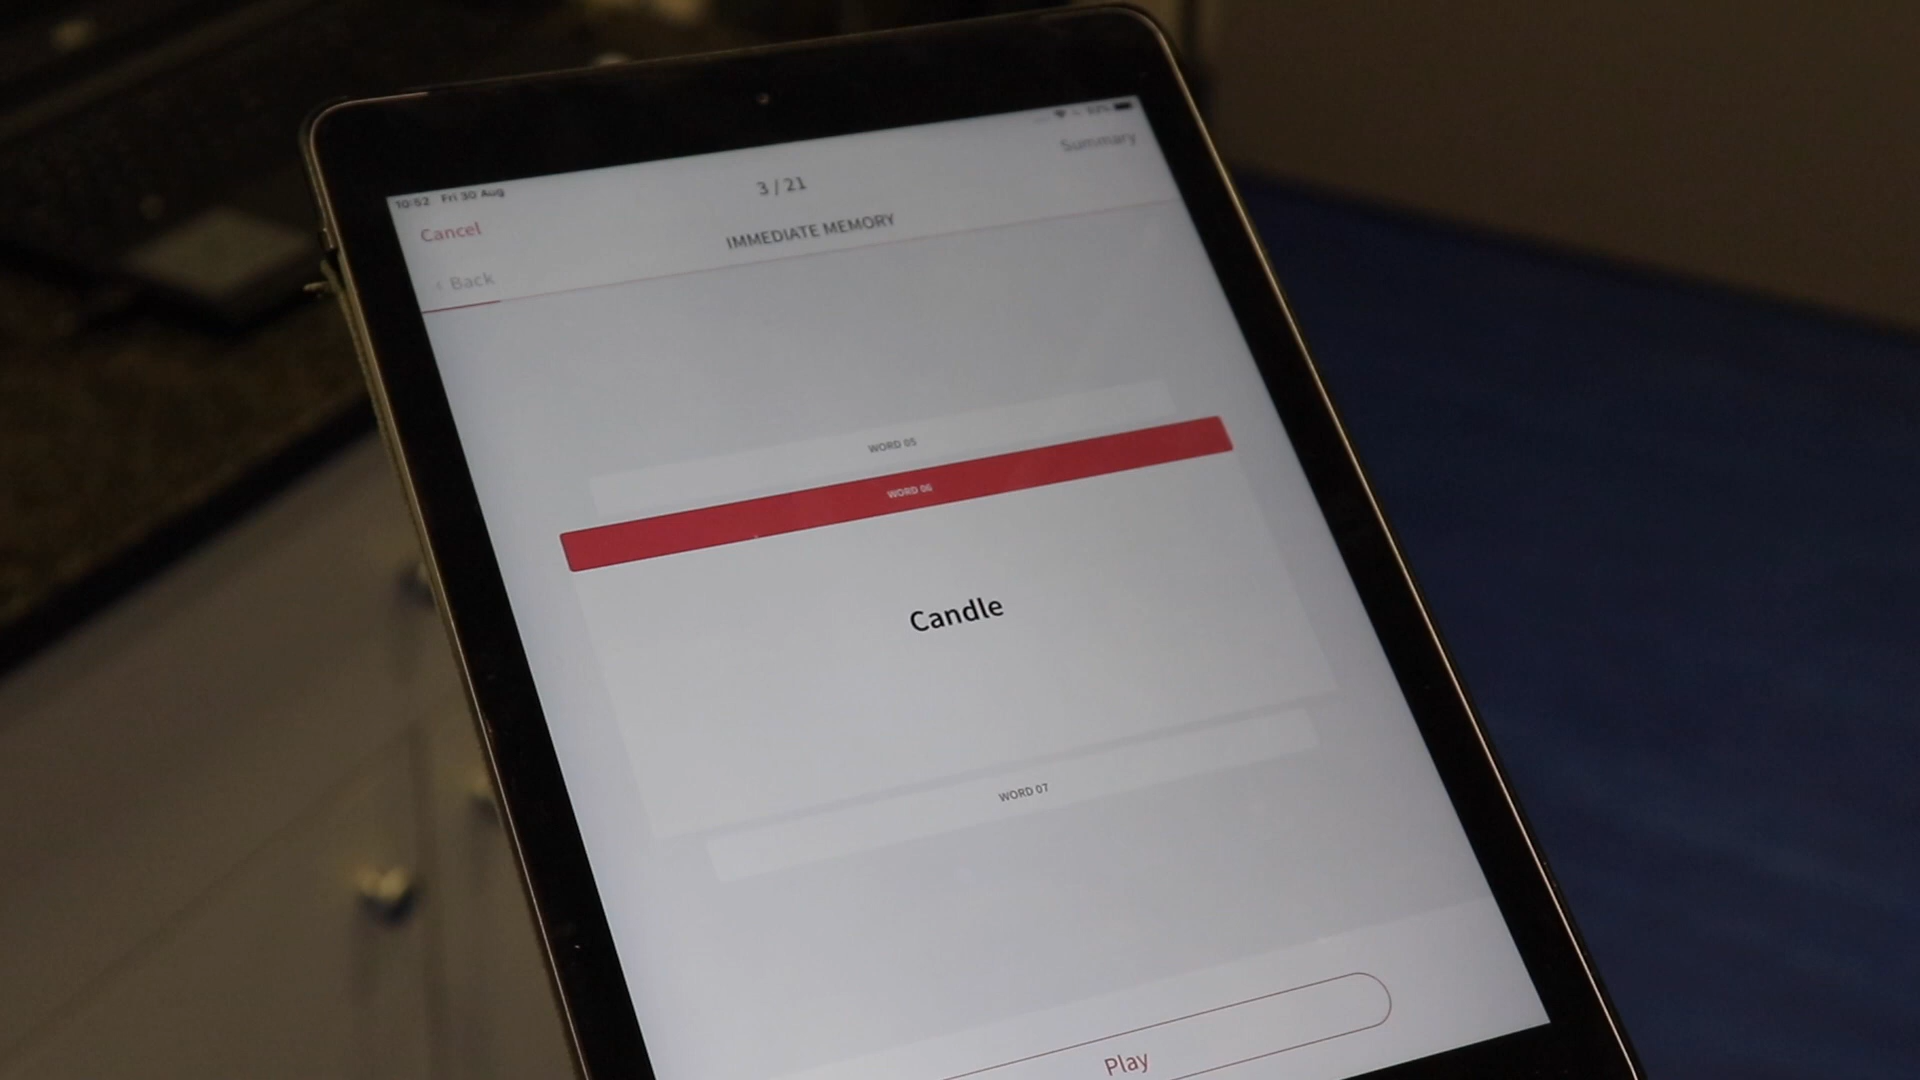 10:52 Fri 30 Aug
Summary
3 / 21
Cancel
IMMEDIATE MEMORY
Back
WORD 05
WORD 06
Candle
WORD 07
Play